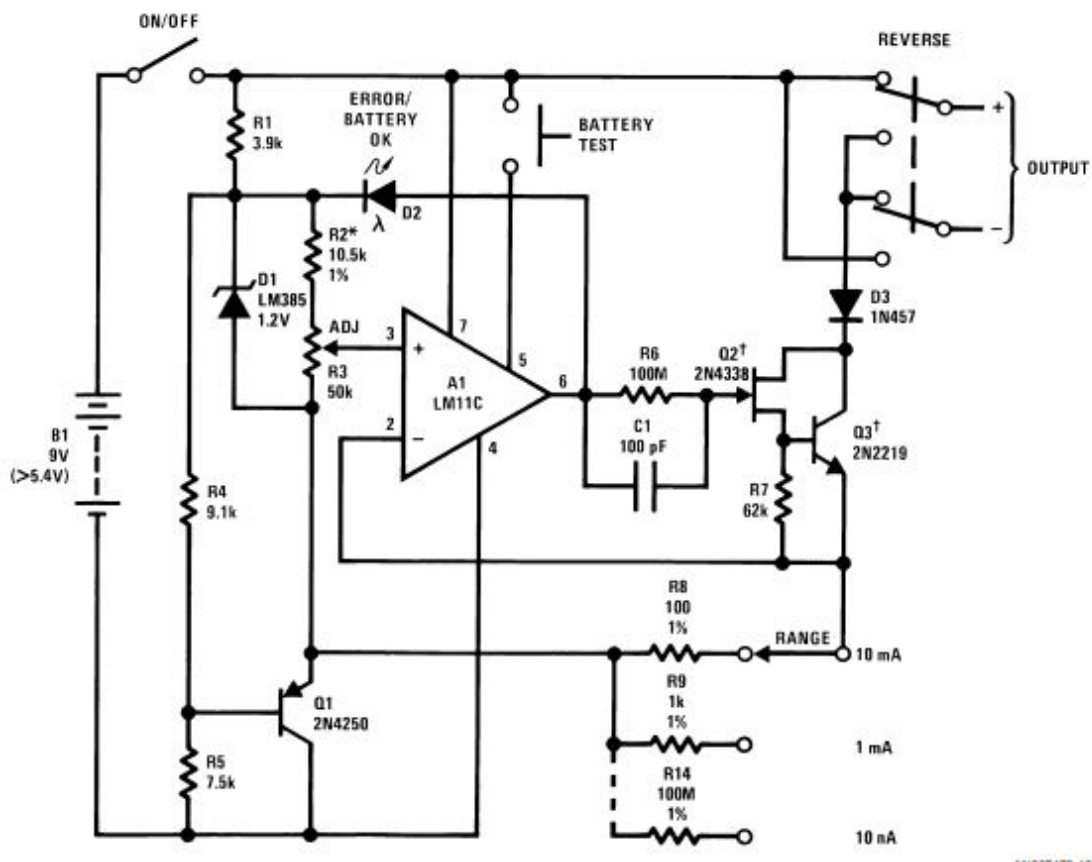 ON/OFF
REVERSE
R1
3.9k
ERROR/
BATTERY
OK
BATTERY
TEST
+
OUTPUT
−
λ
D2
R2*
10.5k
1%
D1
LM385
1.2V
ADJ
R3
50k
3
+
7
5
A1
LM11C
6
2
−
4
R6
100M
C1
100 pF
Q2†
2N4338
D3
1N457
Q3†
2N2219
R7
62k
B1
9V
(>5.4V)
R4
9.1k
R8
100
1%
RANGE
10 mA
R9
1k
1%
1 mA
R14
100M
1%
10 nA
Q1
2N4250
R5
7.5k